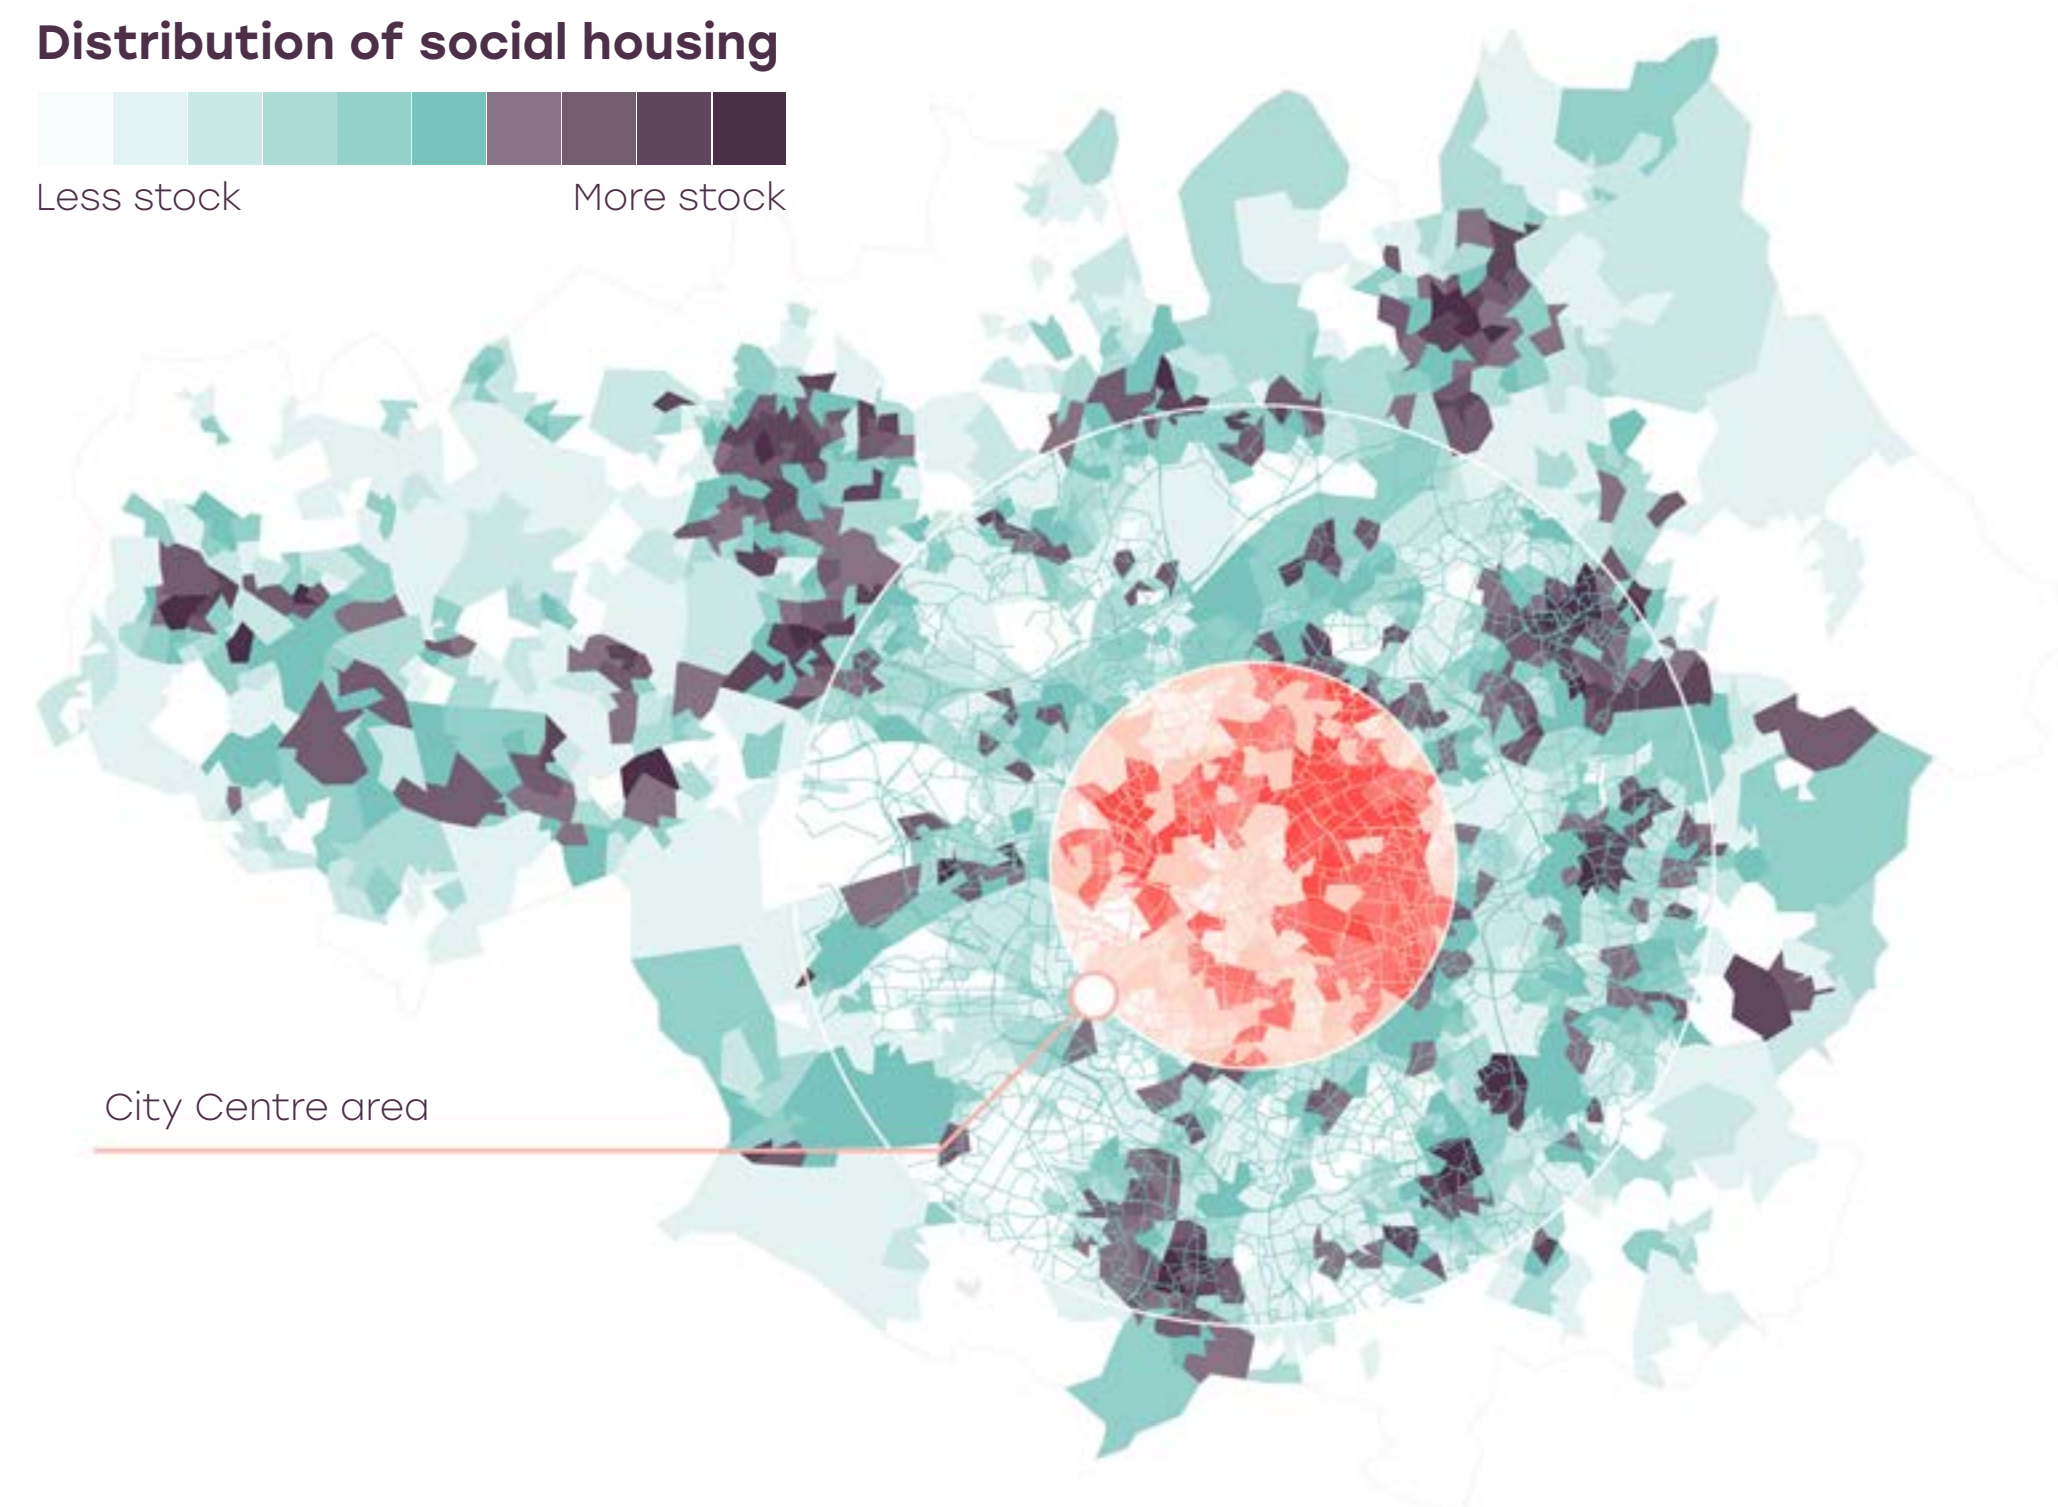 Distribution of social housing
Less stock
More stock
City Centre area